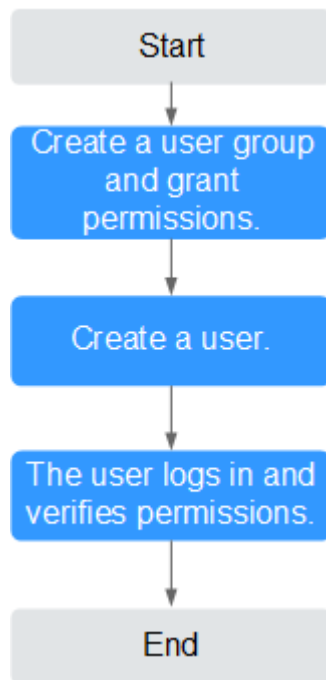 Start
Create a user group
and grant
permissions.
Create a user.
The user logs in and
verifies permissions.
End